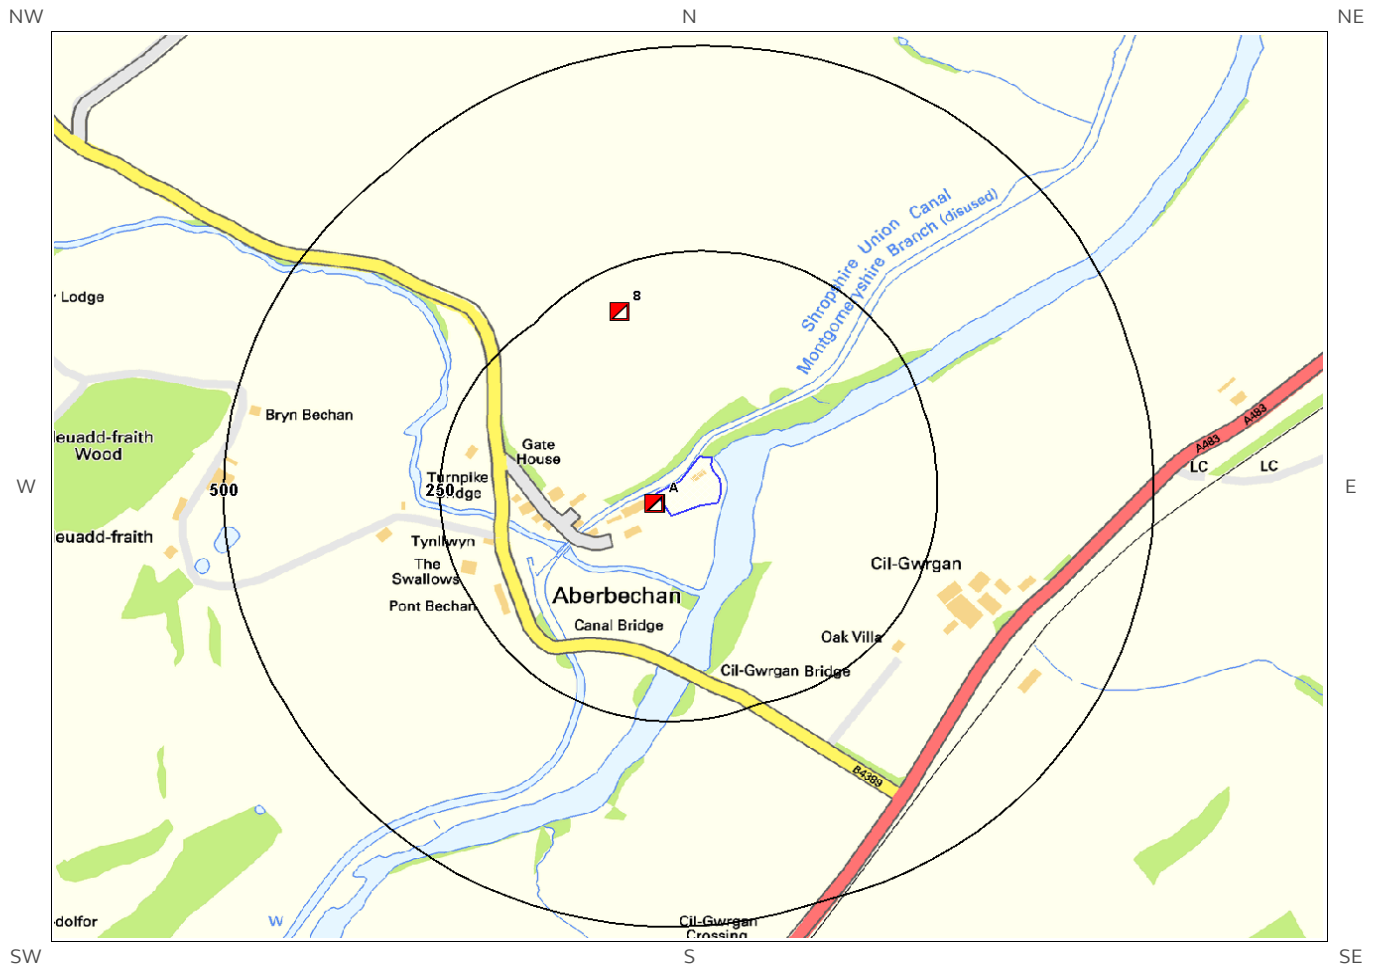 NW
N
NE
Shropshire Union Canal
Montgomeryshire Branch (disused)
Lodge
8
Bryn Bechan
A483
A483
LC
LC
leuadd-fraith
Wood
Gate
House
Turnpike
W
500
250
A
E
euadd-fraith
Tynllwyn
The
Swallows
Pont Bechan
Aberbechan
Canal Bridge
Cil-Gwrgan
Oak Villa
Cil-Gwrgan Bridge
B4389
dolfor
W
Cil-Gwrgan
Crossing
SW
S
SE